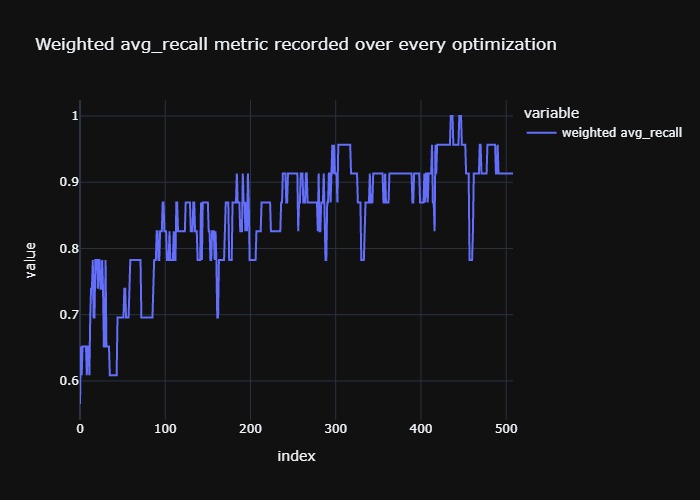 Weighted avg_recall metric recorded over every optimization
variable
weighted avg_recall
1
0.9
0.8
0.7
0.6
value
0
100
200
300
400
500
index